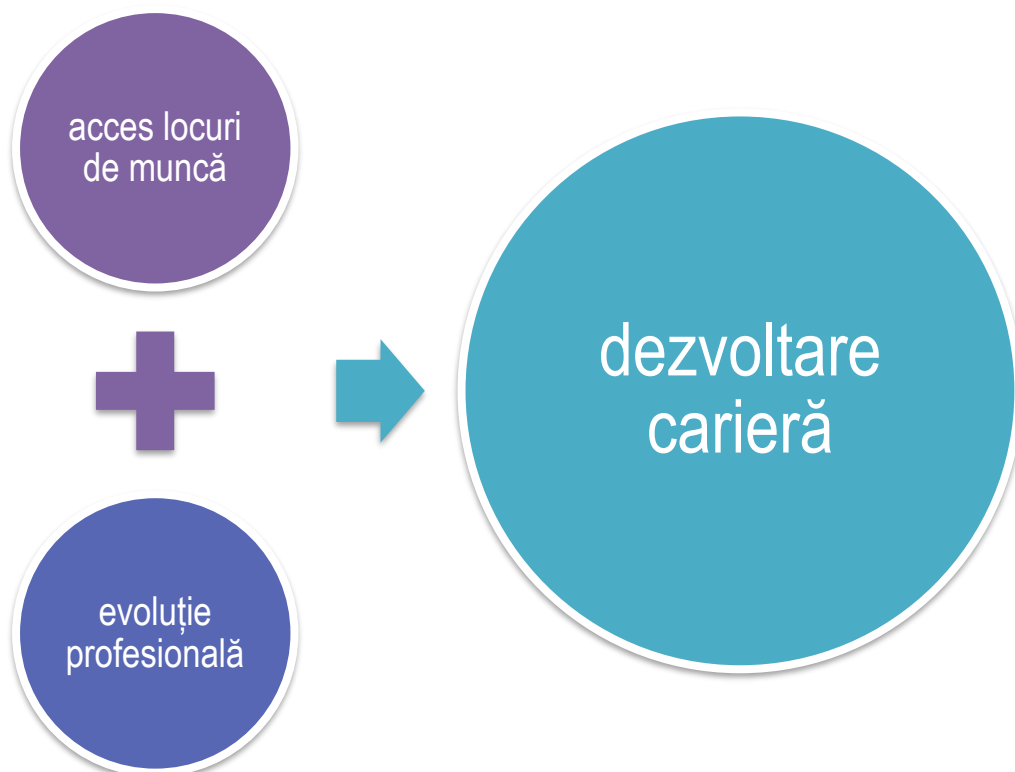 acces locuri
de muncă
evoluție
profesională
dezvoltare
carieră